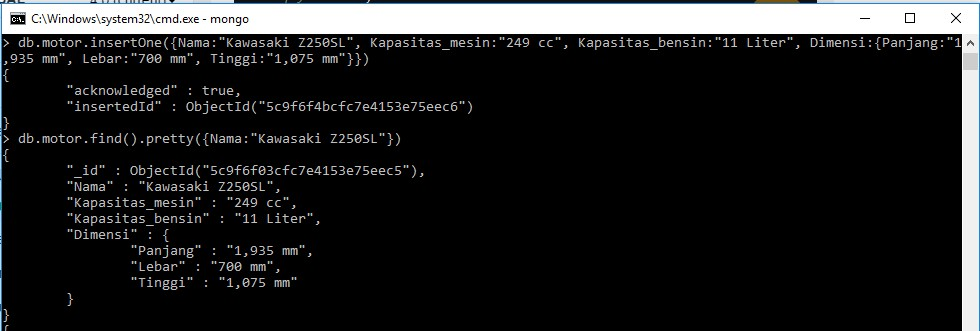 C:\Windows\system32\cmd.exe - mongo
> db.motor.insertOne({Nama:"Kawasaki Z250SL", Kapasitas_mesin:"249 cc", Kapasitas_bensin:"11 Liter", Dimensi:{Panjang:"1
,935 mm", Lebar:"700 mm", Tinggi:"1,075 mm"}})
{
        "acknowledged" : true,
        "insertedId" : ObjectId("5c9f6f4bcfc7e4153e75eec6")
}
> db.motor.find().pretty({Nama:"Kawasaki Z250SL"})
{
        "_id" : ObjectId("5c9f6f03cfc7e4153e75eec5"),
        "Nama" : "Kawasaki Z250SL",
        "Kapasitas_mesin" : "249 cc",
        "Kapasitas_bensin" : "11 Liter",
        "Dimensi" : {
                "Panjang" : "1,935 mm",
                "Lebar" : "700 mm",
                "Tinggi" : "1,075 mm"
        }
}